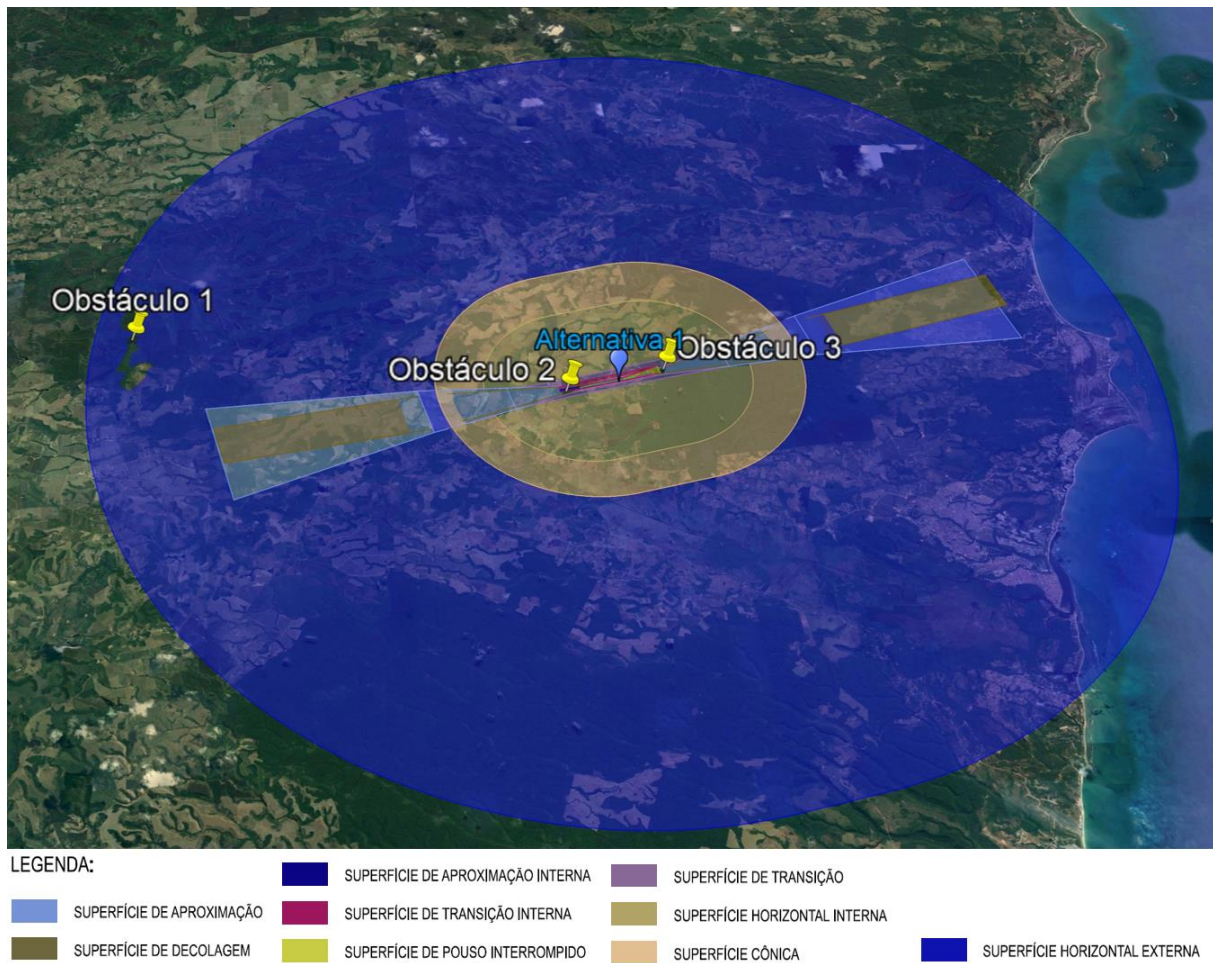 Obstáculo 1
Alternativa 1
Obstáculo 3
Obstáculo 2
LEGENDA:
SUPERFÍCIE DE APROXIMAÇÃO INTERNA
SUPERFÍCIE DE TRANSIÇÃO
SUPERFÍCIE DE APROXIMAÇÃO
SUPERFÍCIE DE TRANSIÇÃO INTERNA
SUPERFÍCIE HORIZONTAL INTERNA
SUPERFÍCIE DE DECOLAGEM
SUPERFÍCIE DE POUSO INTERROMPIDO
SUPERFÍCIE CÔNICA
SUPERFÍCIE HORIZONTAL EXTERNA